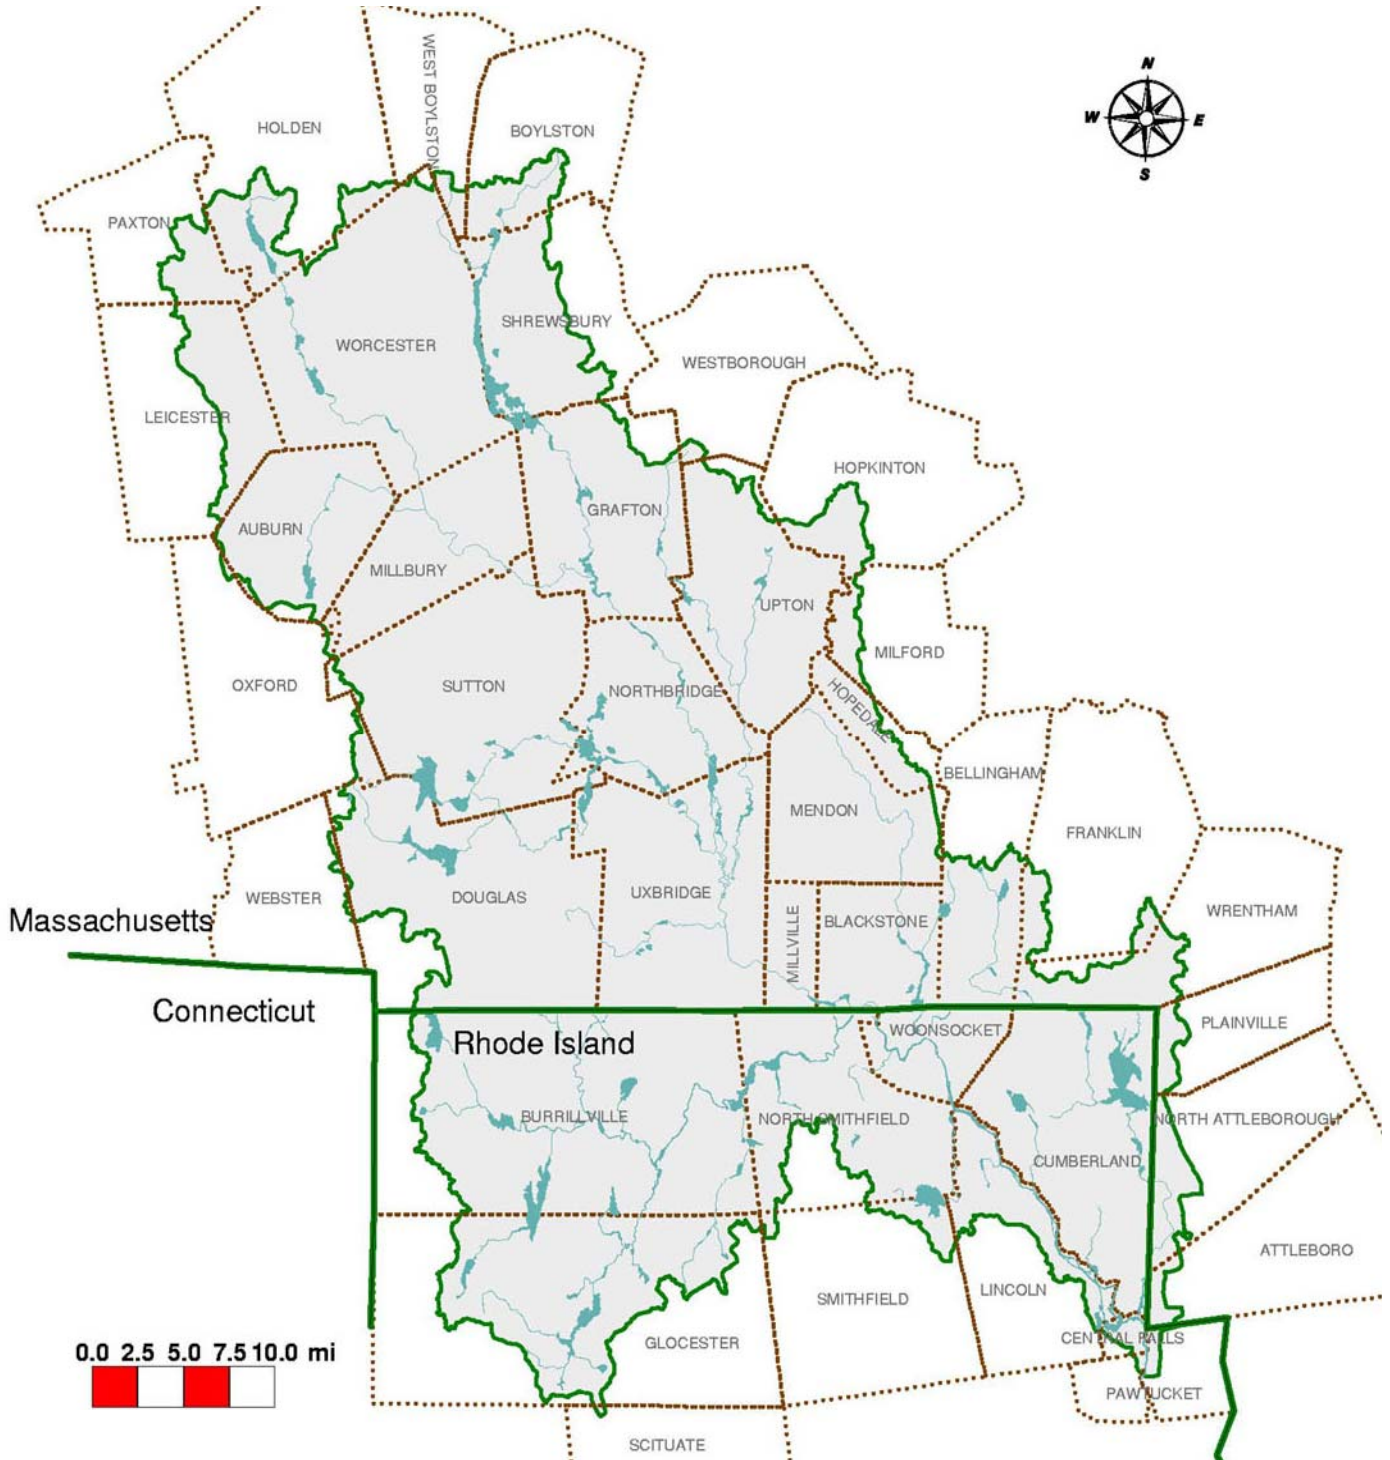 N
W E
S
WEST BOYLSTON
HOLDEN
BOYLSTON
PAXTON
SHREWSBURY
WORCESTER
WESTBOROUGH
LEICESTER
HOPKINTON
GRAFTON
AUBURN
MILLBURY
UPTON
MILFORD
OXFORD
SUTTON
NORTHBRIDGE
HOPEDALE
BELLINGHAM
MENDON
FRANKLIN
WEBSTER
DOUGLAS
UXBRIDGE
WRENTHAM
Massachusetts
MILLVILLE
BLACKSTONE
Connecticut
PLAINVILLE
WOONSOCKET
Rhode Island
BURRILLVILLE
NORTH SMITHFIELD
NORTH ATTLEBOROUGH
CUMBERLAND
ATTLEBORO
LINCOLN
SMITHFIELD
CENTRAL FALLS
GLOCESTER
0.0 2.5 5.0 7.5 10.0 mi
PAWTUCKET
SCITUATE